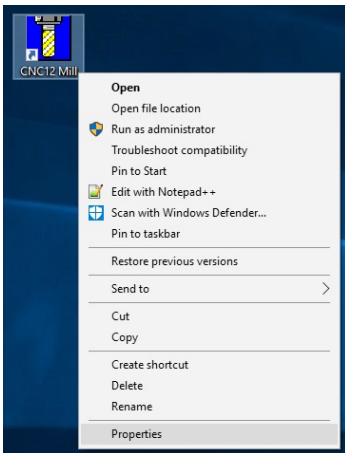 CNC12 Mill
Open
Open file location
Run as administrator
Troubleshoot compatibility
Pin to Start
Edit with Notepad++
Scan with Windows Defender...
Pin to taskbar
Restore previous versions
Send to
Cut
Copy
Create shortcut
Delete
Rename
Properties